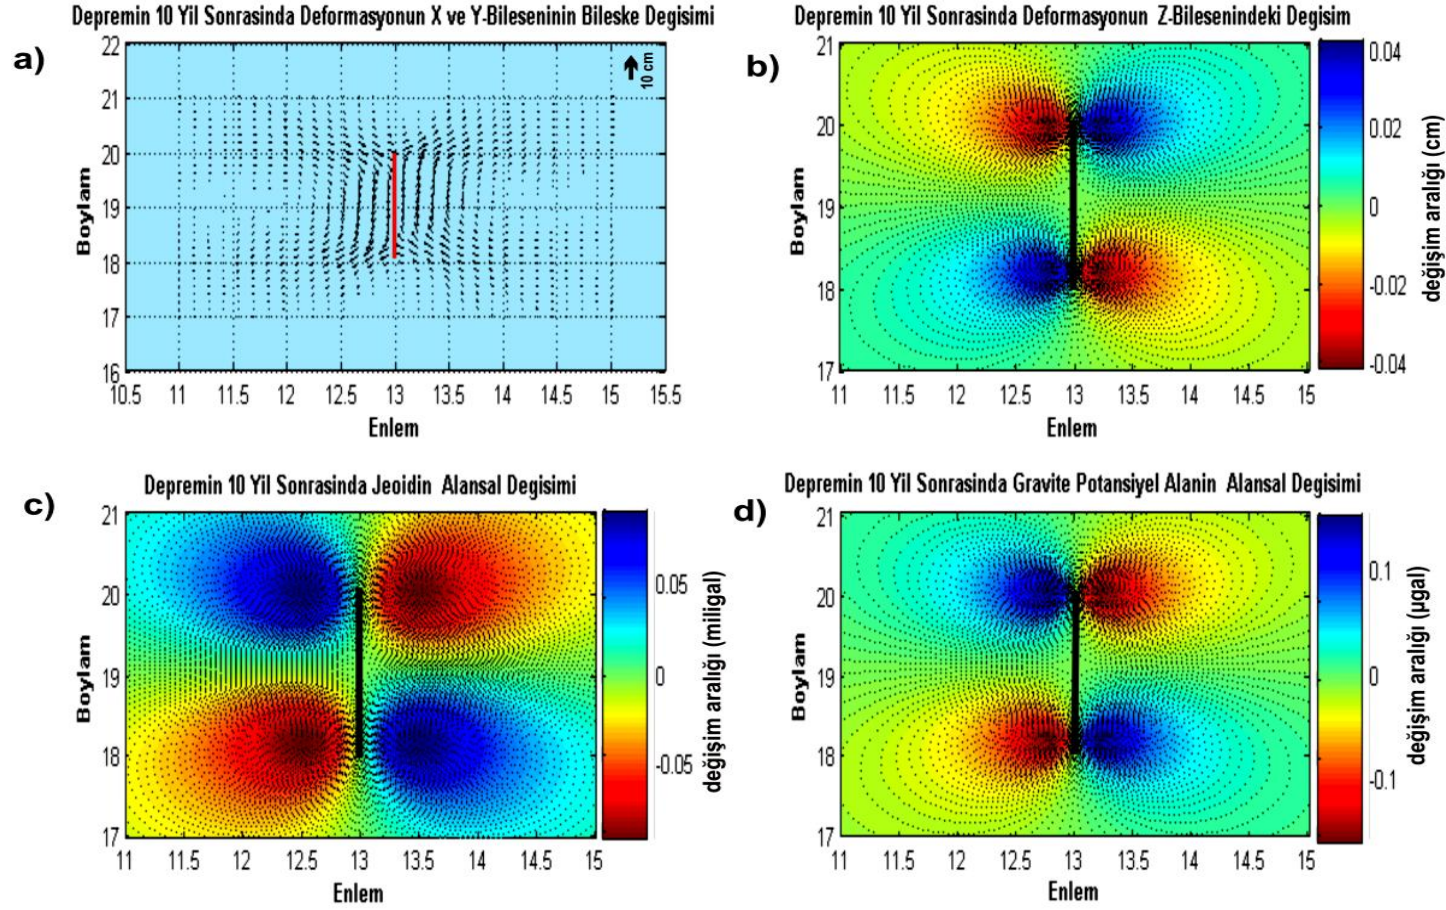 Depremin 10 Yil Sonrasinda Deformasyonun X ve Y-Bileseninin Bileske Degisimi
a)
22
21
20
19
18
17
16
10.5 11 11.5 12 12.5 13 13.5 14 14.5 15 15.5
Boylam
Enlem
10 cm
Depremin 10 Yil Sonrasinda Deformasyonun Z-Bilesenindeki Degisim
b)
21
20
19
18
17
11 11.5 12 12.5 13 13.5 14 14.5 15
Boylam
Enlem
0.04
0.02
0
-0.02
-0.04
değişim aralığı (cm)
Depremin 10 Yil Sonrasinda Jeoidin Alansal Degisimi
c)
21
20
19
18
17
11 11.5 12 12.5 13 13.5 14 14.5 15
Boylam
Enlem
0.05
0
-0.05
değişim aralığı (miligal)
Depremin 10 Yil Sonrasinda Gravite Potansiyel Alanin Alansal Degisimi
d)
21
20
19
18
17
11 11.5 12 12.5 13 13.5 14 14.5 15
Boylam
Enlem
0.1
0
-0.1
değişim aralığı (µgal)